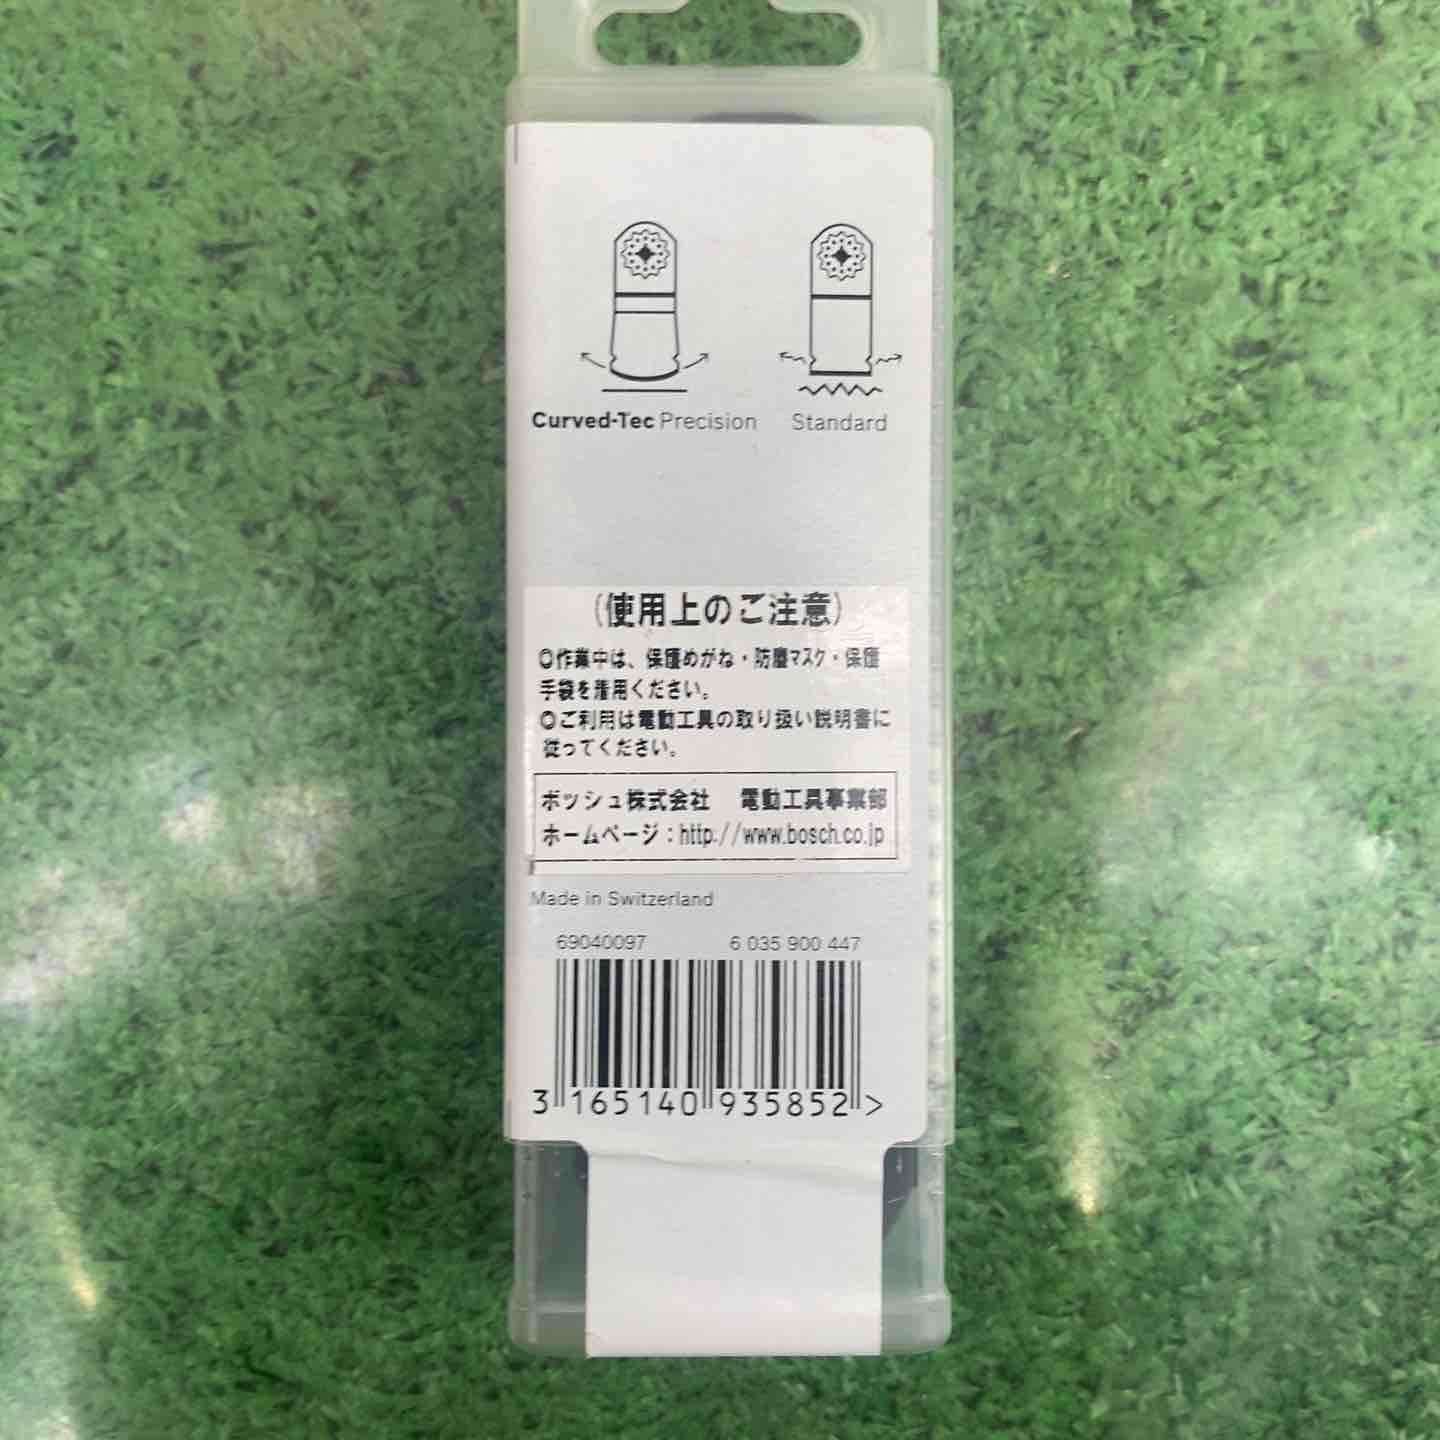 Curved-Tec Precision
Standard
(使用上のご注意)
◎作業中は、保護めがね・防塵マスク・保護
手袋を着用ください。
◎ご利用は電動工具の取り扱い説明書に
従ってください。
ボッシュ株式会社 電動工具事業部
ホームページ:http://www.bosch.co.jp
Made in Switzerland
69040097 6 035 900 447
3 165140 935852 >